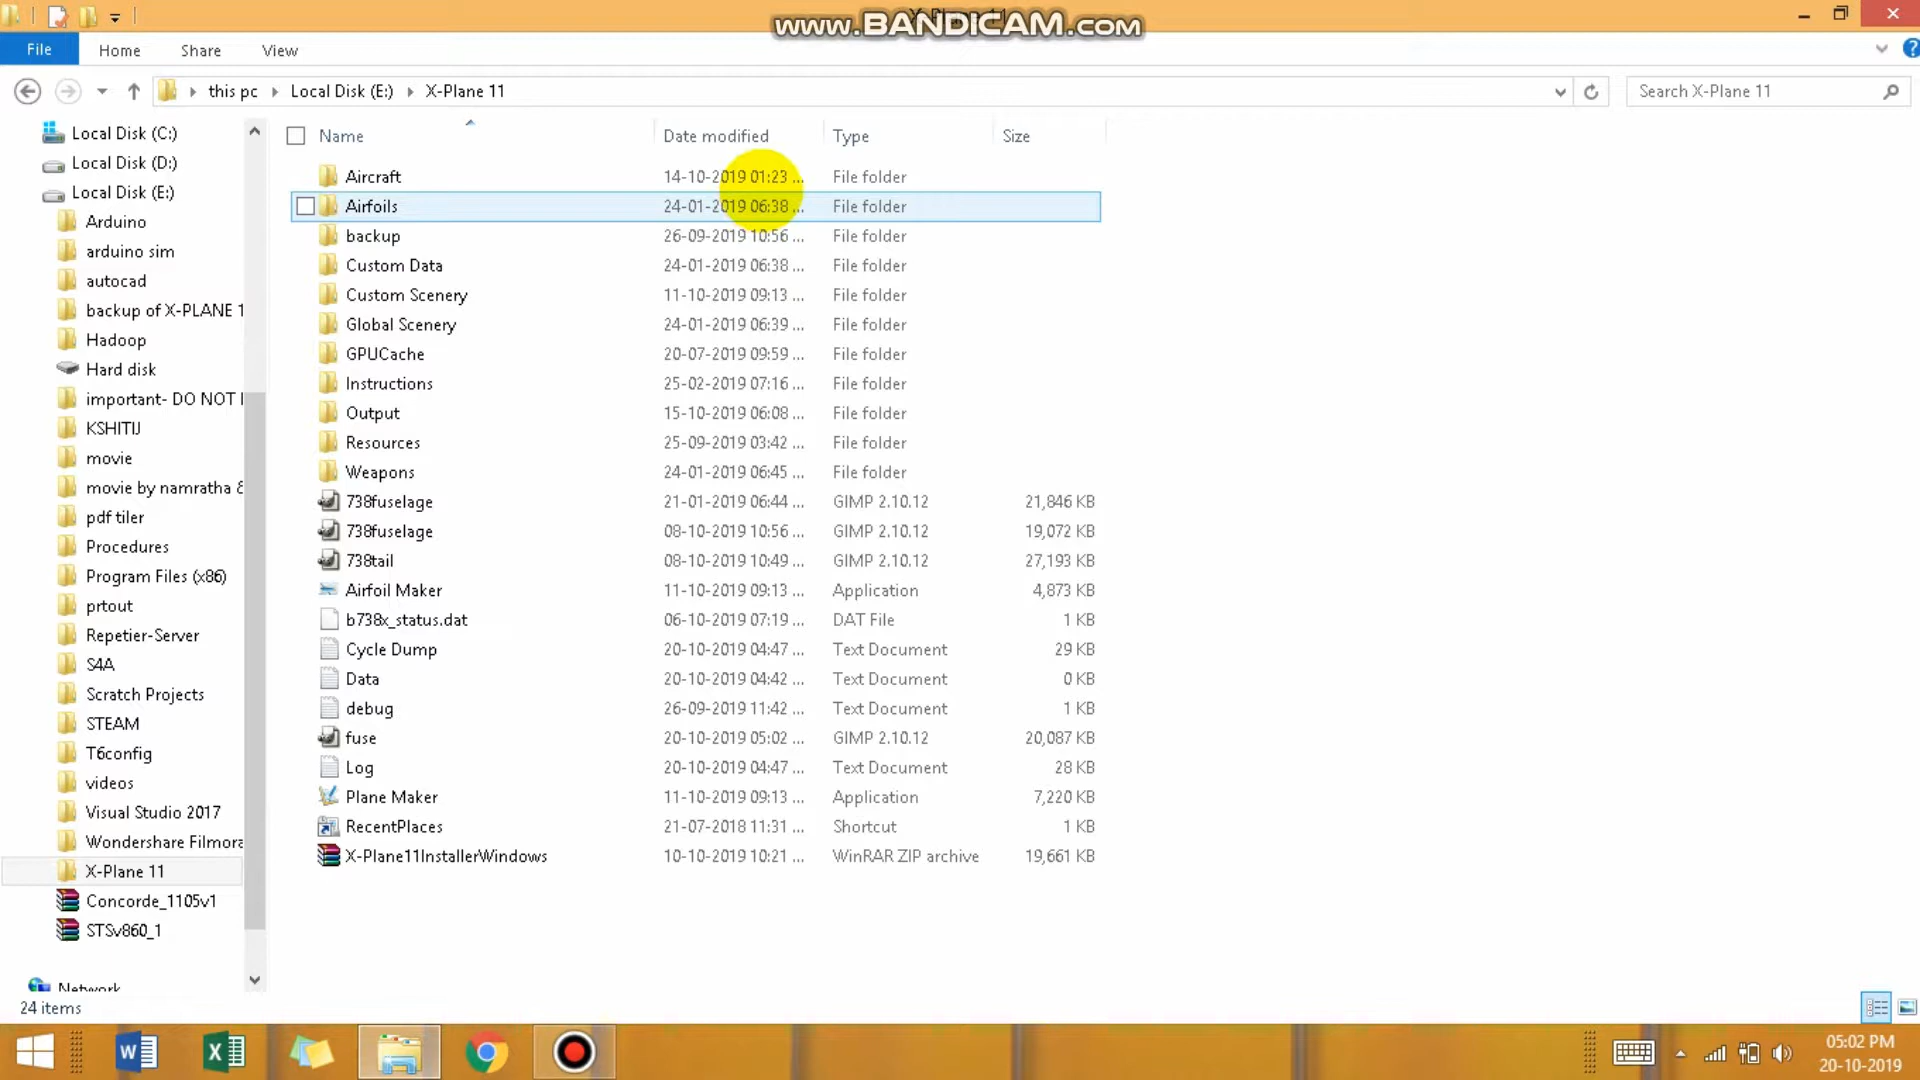 www.BANDICAM.com
File Home Share View
this pc Local Disk (E:) X-Plane 11
Search X-Plane 11
Local Disk (C:)
Local Disk (D:)
Local Disk (E:)
Arduino
arduino sim
autocad
backup of X-PLANE 1
Hadoop
Hard disk
important- DO NOT
KSHITIJ
movie
movie by namratha &
pdf tiler
Procedures
Program Files (x86)
prtout
Repetier-Server
S4A
Scratch Projects
STEAM
T6config
videos
Visual Studio 2017
Wondershare Filmora
X-Plane 11
Concorde_1105v1
STSv860_1
Network
Name Date modified Type Size
Aircraft 14-10-2019 01:23 ... File folder
Airfoils 24-01-2019 06:38 ... File folder
backup 26-09-2019 10:56 ... File folder
Custom Data 24-01-2019 06:38 ... File folder
Custom Scenery 11-10-2019 09:13 ... File folder
Global Scenery 24-01-2019 06:39 ... File folder
GPUCache 20-07-2019 09:59 ... File folder
Instructions 25-02-2019 07:16 ... File folder
Output 15-10-2019 06:08 ... File folder
Resources 25-09-2019 03:42 ... File folder
Weapons 24-01-2019 06:45 ... File folder
738fuselage 21-01-2019 06:44 ... GIMP 2.10.12 21,846 KB
738fuselage 08-10-2019 10:56 ... GIMP 2.10.12 19,072 KB
738tail 08-10-2019 10:49 ... GIMP 2.10.12 27,193 KB
Airfoil Maker 11-10-2019 09:13 ... Application 4,873 KB
b738x_status.dat 06-10-2019 07:19 ... DAT File 1 KB
Cycle Dump 20-10-2019 04:47 ... Text Document 29 KB
Data 20-10-2019 04:42 ... Text Document 0 KB
debug 26-09-2019 11:42 ... Text Document 1 KB
fuse 20-10-2019 05:02 ... GIMP 2.10.12 20,087 KB
Log 20-10-2019 04:47 ... Text Document 28 KB
Plane Maker 11-10-2019 09:13 ... Application 7,220 KB
RecentPlaces 21-07-2018 11:31 ... Shortcut 1 KB
X-Plane11InstallerWindows 10-10-2019 10:21 ... WinRAR ZIP archive 19,661 KB
24 items
05:02 PM
20-10-2019